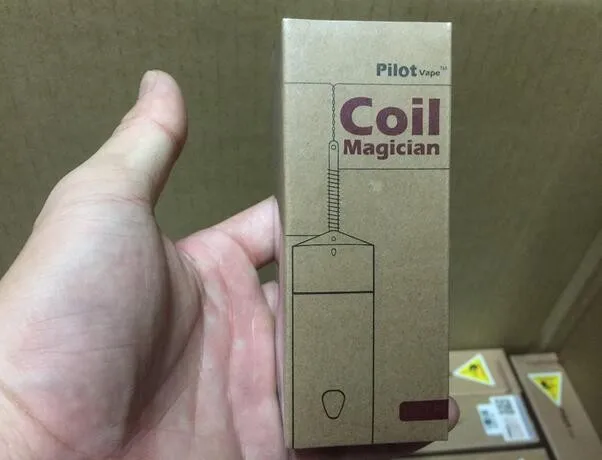 Pilot Vape™
Coil
Magician